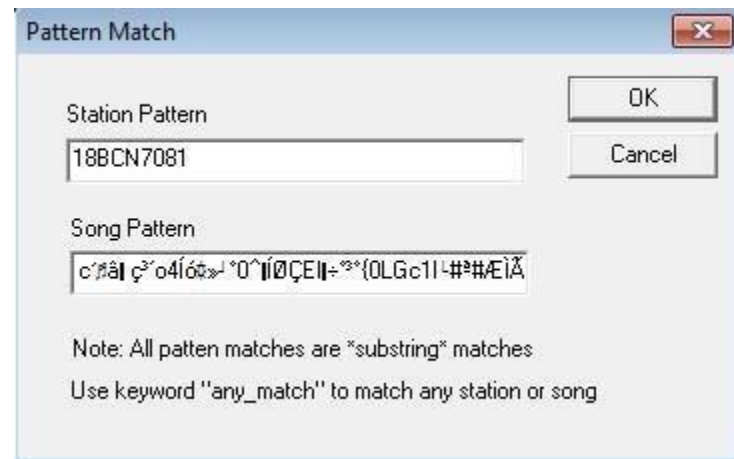 Pattern Match
OK
Station Pattern
18BCN7081
Cancel
Song Pattern
Note: All patten matches are *substring* matches
Use keyword "any_match" to match any station or song